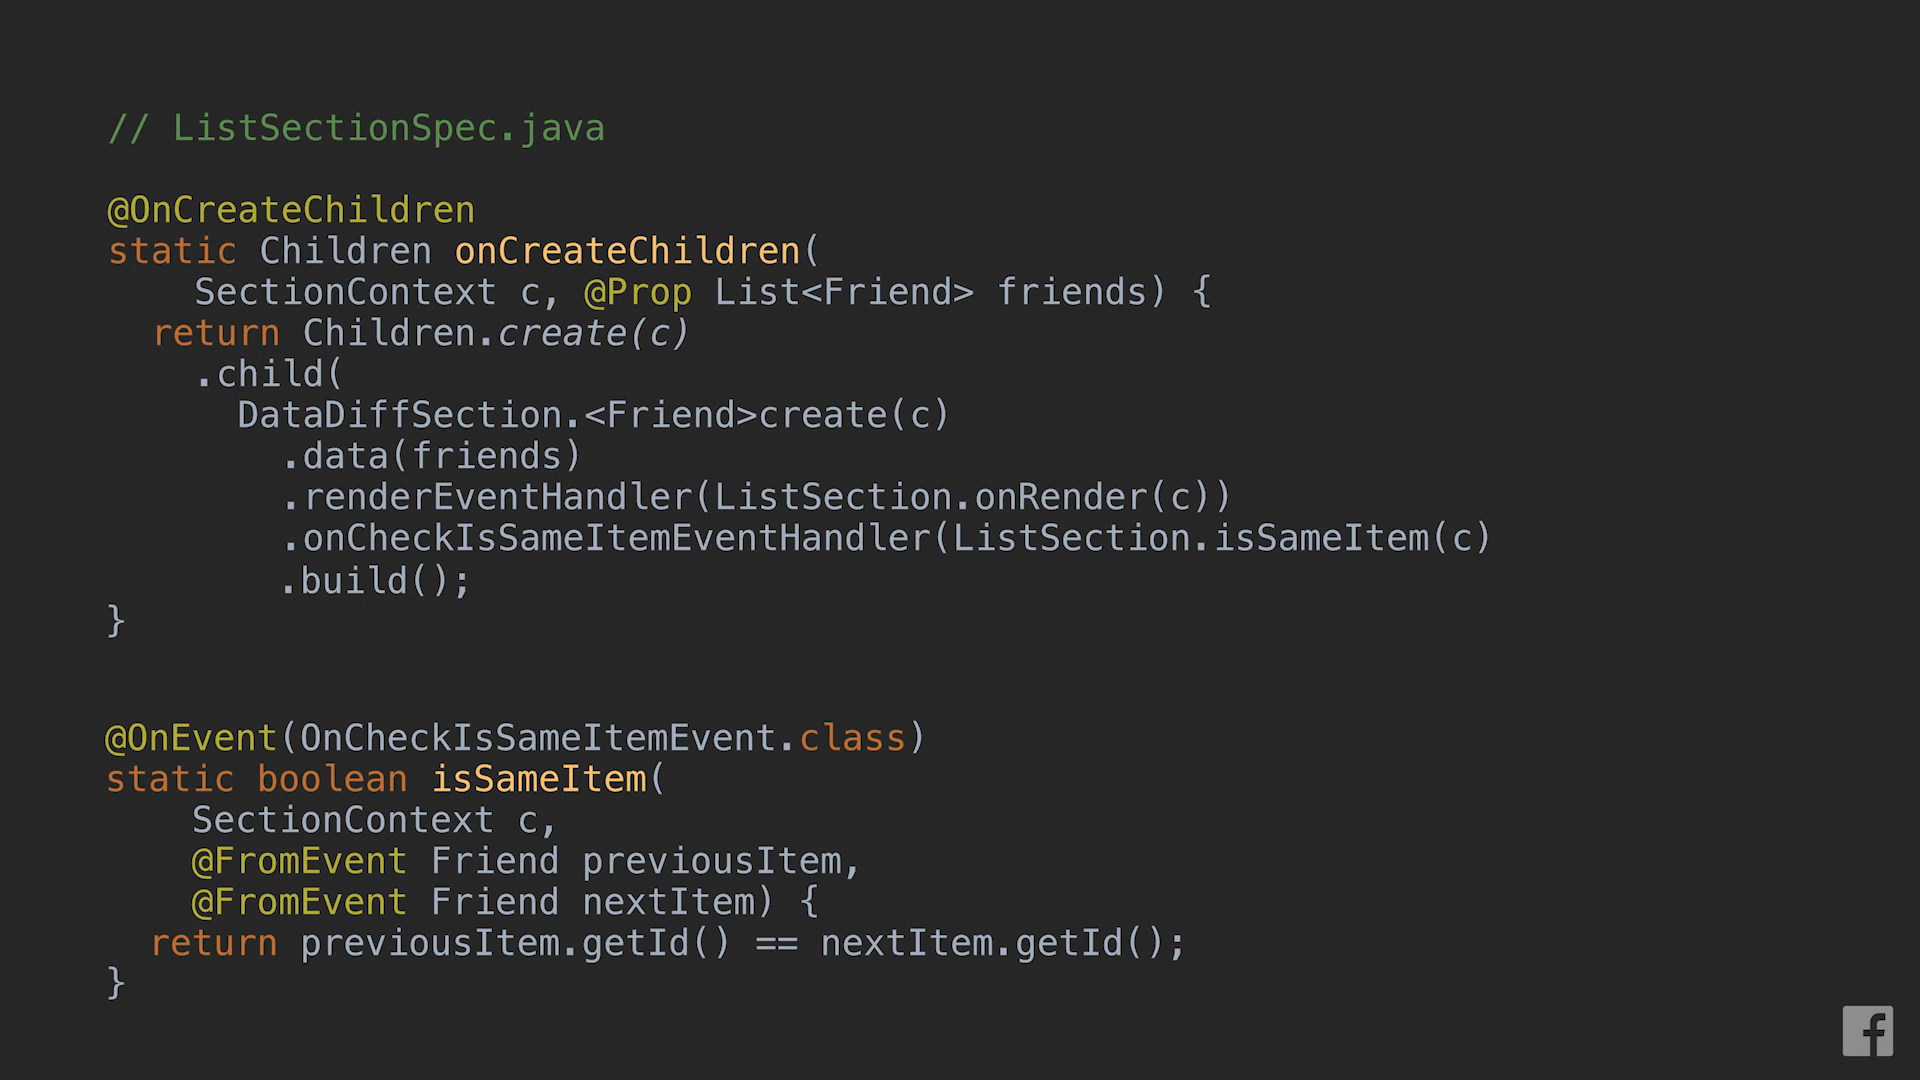 // ListSectionSpec.java
@OnCreateChildren
static Children onCreateChildren(
SectionContext c, @Prop List<Friend> friends) {
return Children.create(c)
.child(
DataDiffSection.<Friend>create(c)
.data(friends)
.renderEventHandler(ListSection.onRender(c))
.onCheckIsSameItemEventHandler(ListSection.isSameItem(c)
.build();
}
@OnEvent(OnCheckIsSameItemEvent.class)
static boolean isSameItem(
SectionContext c,
@FromEvent Friend previousItem,
@FromEvent Friend nextItem) {
return previousItem.getId() == nextItem.getId();
}
f